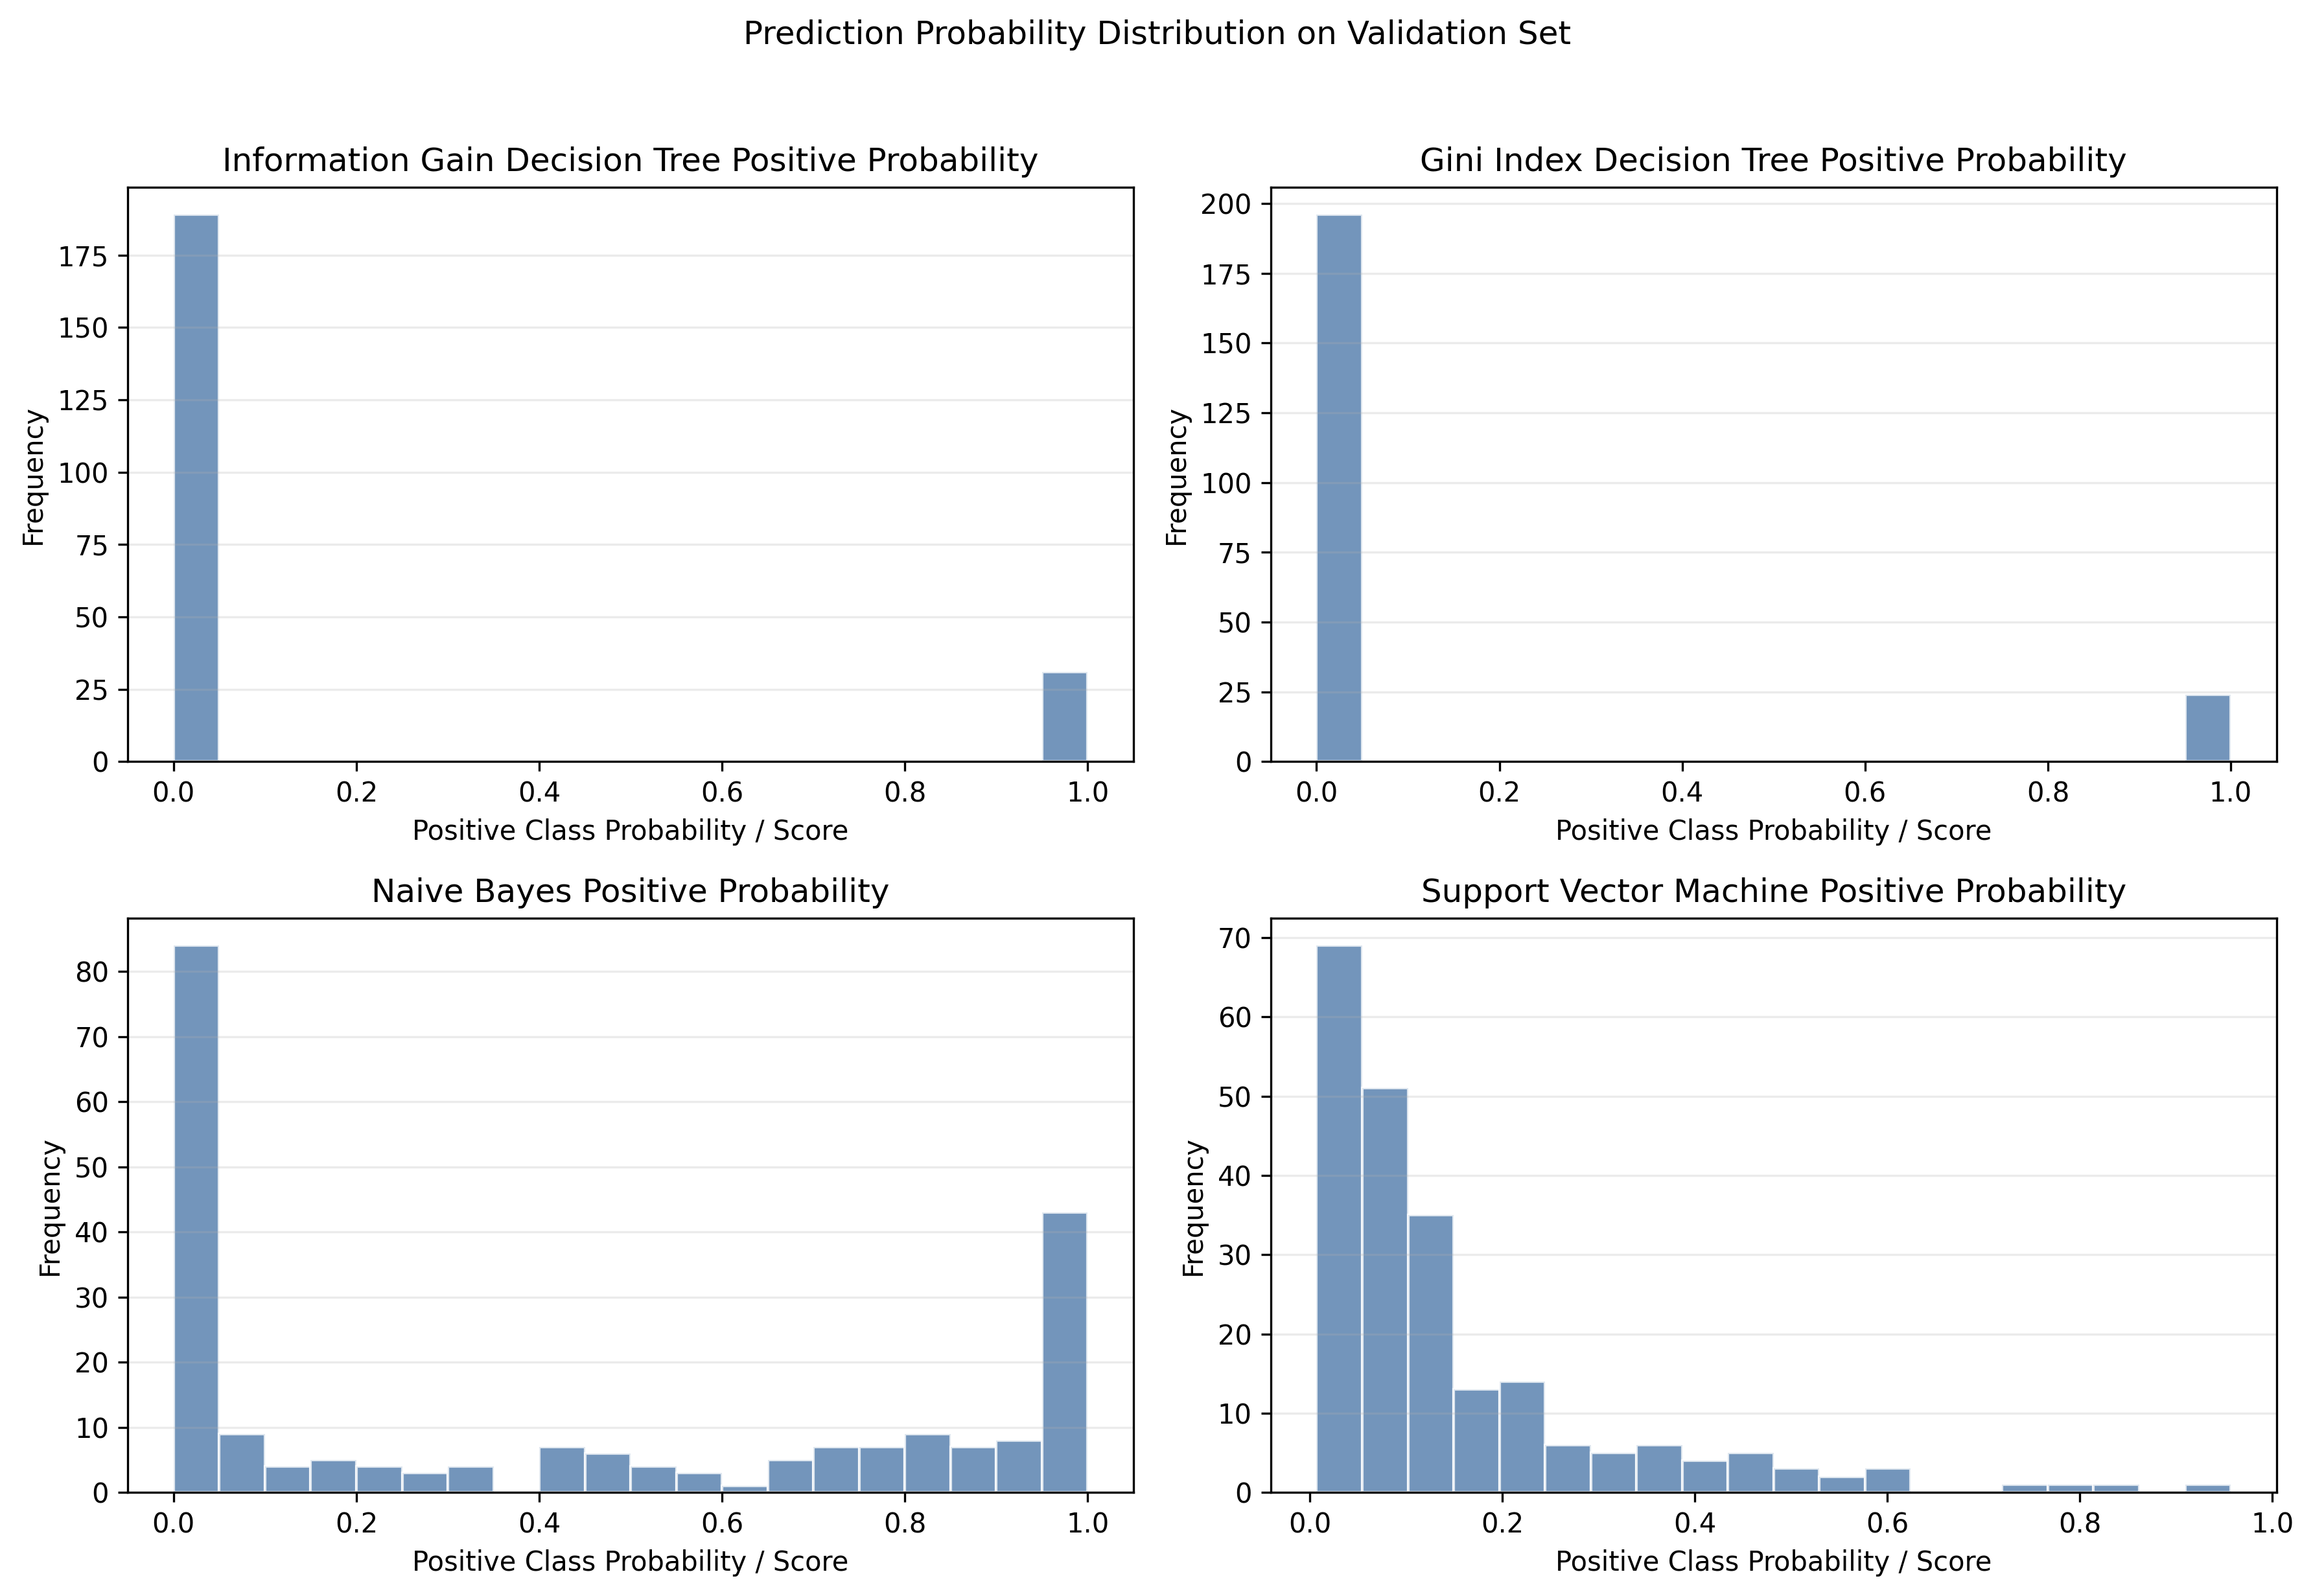 Prediction Probability Distribution on Validation Set
Information Gain Decision Tree Positive Probability
Frequency
175
150
125
100
75
50
25
0
0.0 0.2 0.4 0.6 0.8 1.0
Positive Class Probability / Score
Gini Index Decision Tree Positive Probability
Frequency
200
175
150
125
100
75
50
25
0
0.0 0.2 0.4 0.6 0.8 1.0
Positive Class Probability / Score
Naive Bayes Positive Probability
Frequency
80
70
60
50
40
30
20
10
0
0.0 0.2 0.4 0.6 0.8 1.0
Positive Class Probability / Score
Support Vector Machine Positive Probability
Frequency
70
60
50
40
30
20
10
0
0.0 0.2 0.4 0.6 0.8 1.0
Positive Class Probability / Score